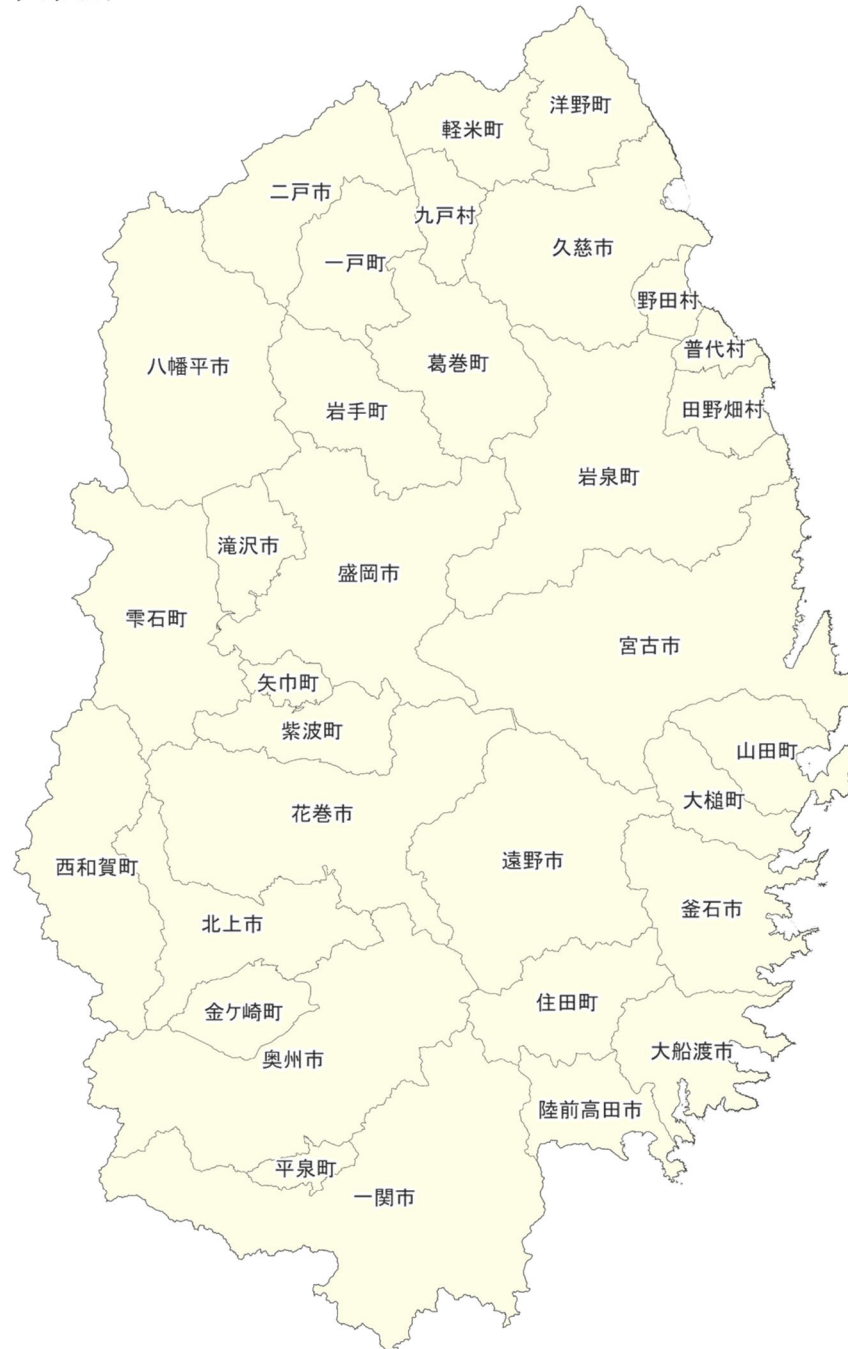 洋野町
軽米町
二戸市
九戸村
久慈市
一戸町
野田村
普代村
葛巻町
八幡平市
岩手町
田野畑村
岩泉町
滝沢市
盛岡市
雫石町
宮古市
矢巾町
紫波町
山田町
大槌町
花巻市
遠野市
西和賀町
釜石市
北上市
住田町
金ケ崎町
大船渡市
奥州市
陸前高田市
平泉町
一関市